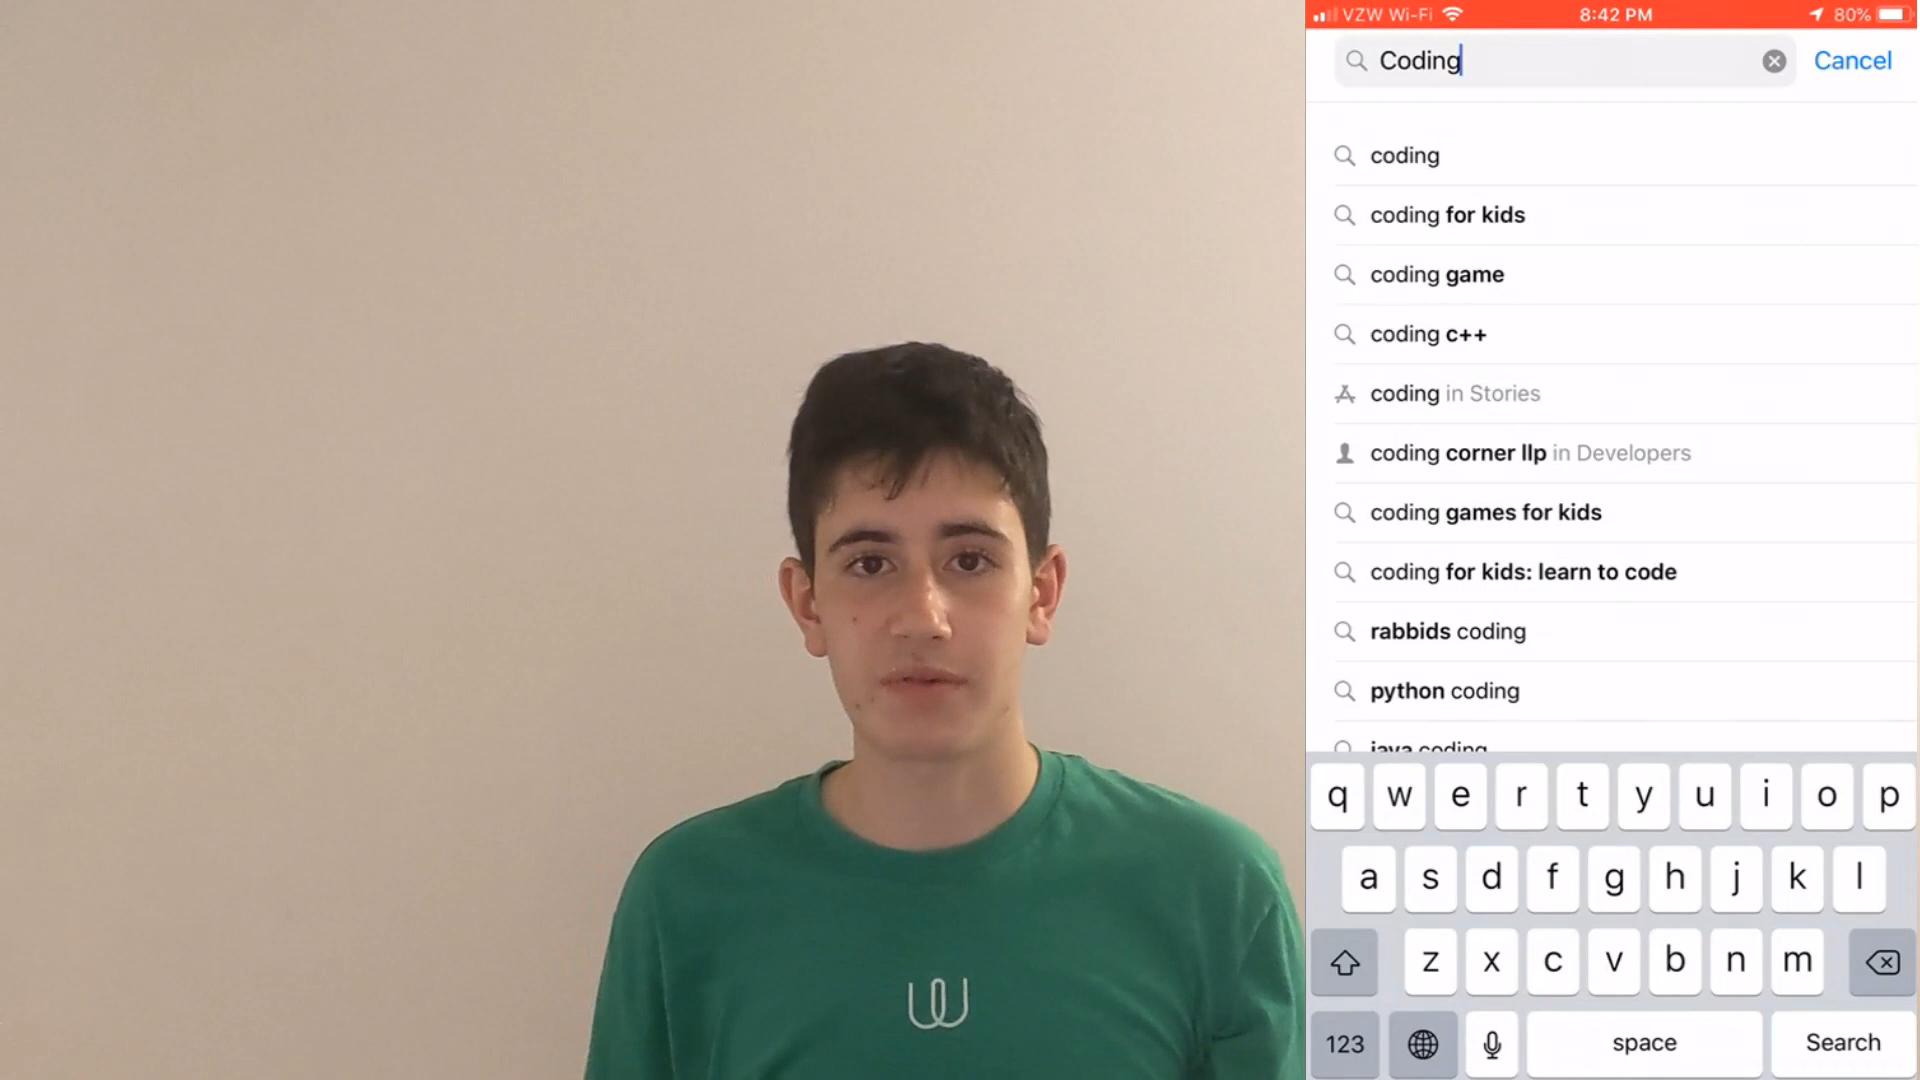 VZW Wi-Fi 8:42 PM 80%
Coding Cancel
coding
coding for kids
coding game
coding c++
coding in Stories
coding corner llp in Developers
coding games for kids
coding for kids: learn to code
rabbids coding
python coding
java coding
q w e r t y u i o p
a s d f g h j k l
z x c v b n m
123 space Search